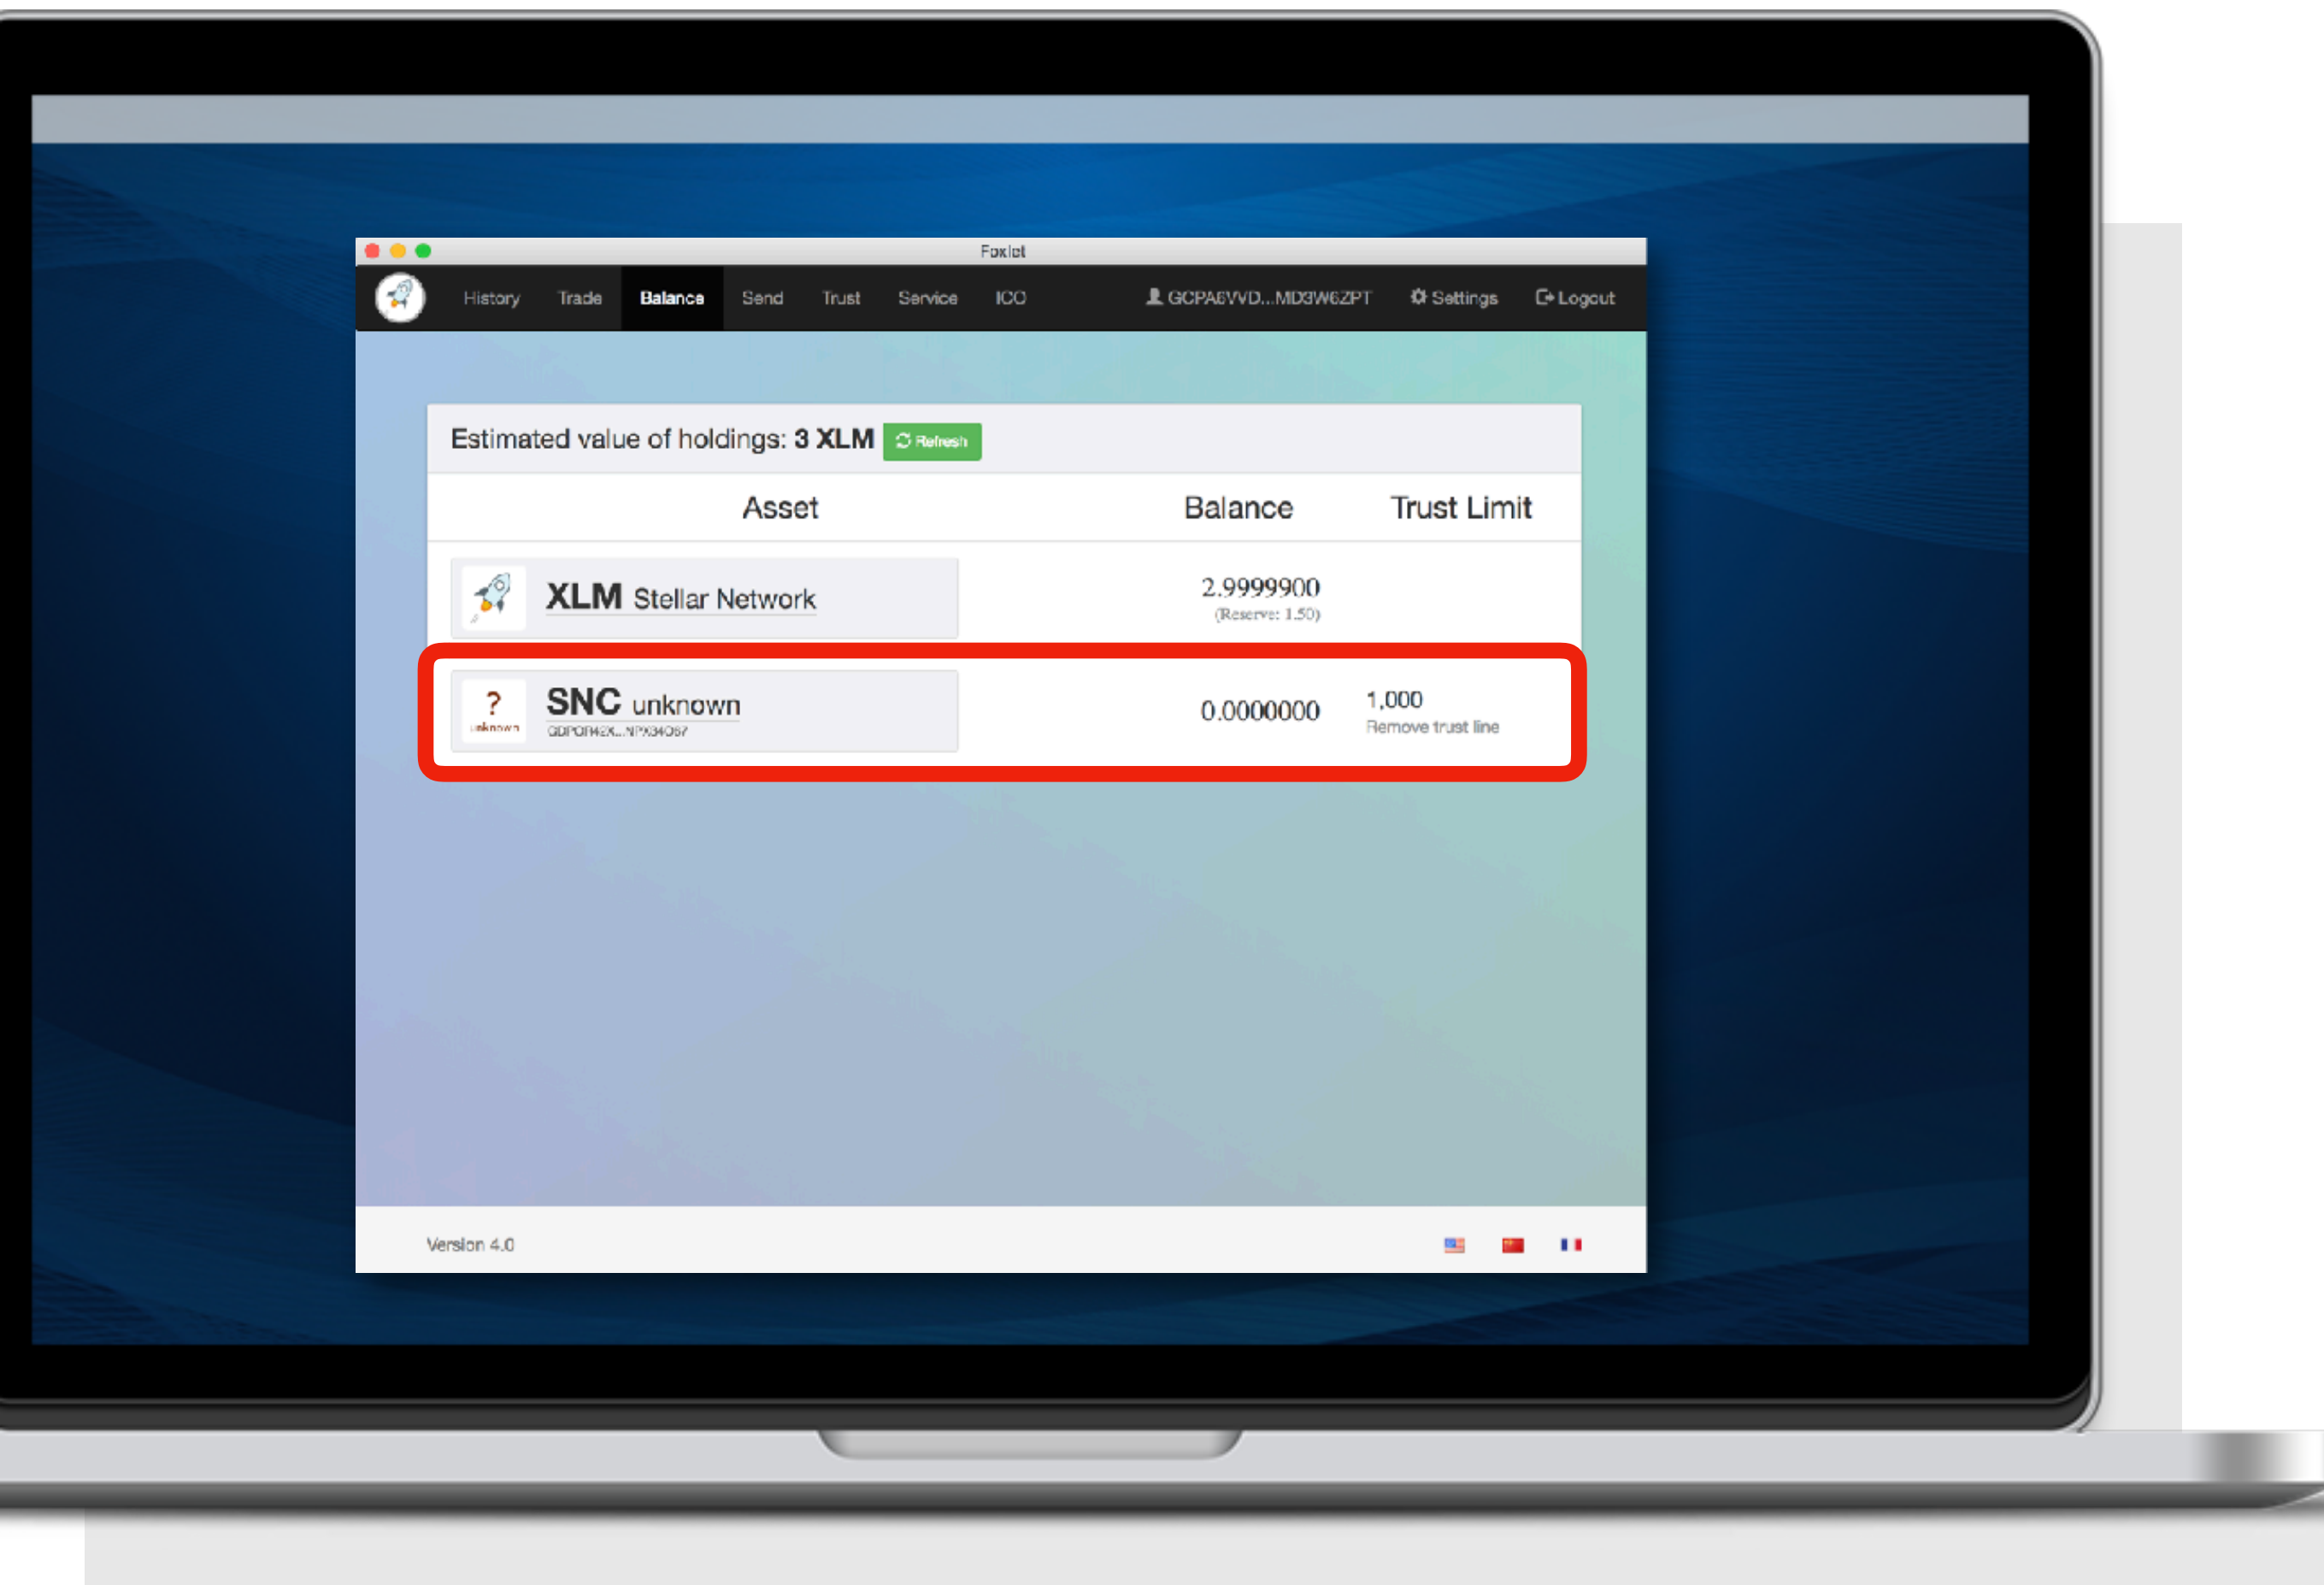 Foxlet
History Trade Balance Send Trust Service ICO GCPA6VVD...MD3W6ZPT Settings Logout
Estimated value of holdings: 3 XLM Refresh
Asset Balance Trust Limit
XLM Stellar Network 2.9999900
(Reserve: 1.50)
? SNC unknown 0.0000000 1,000
unknown Remove trust line
Version 4.0